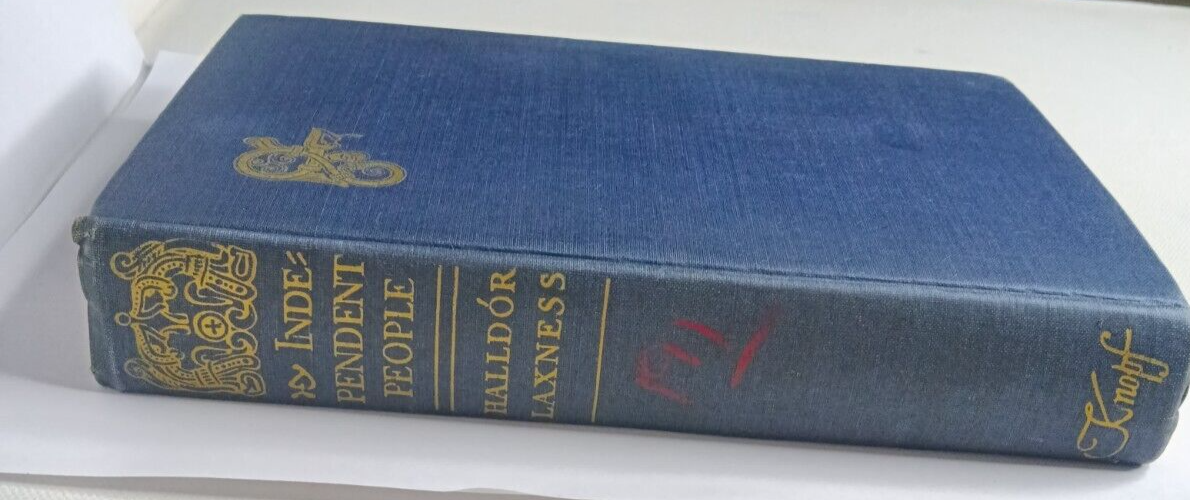 INDE=
PENDENT
PEOPLE
HALLDÓR
LAXNESS
Knopf